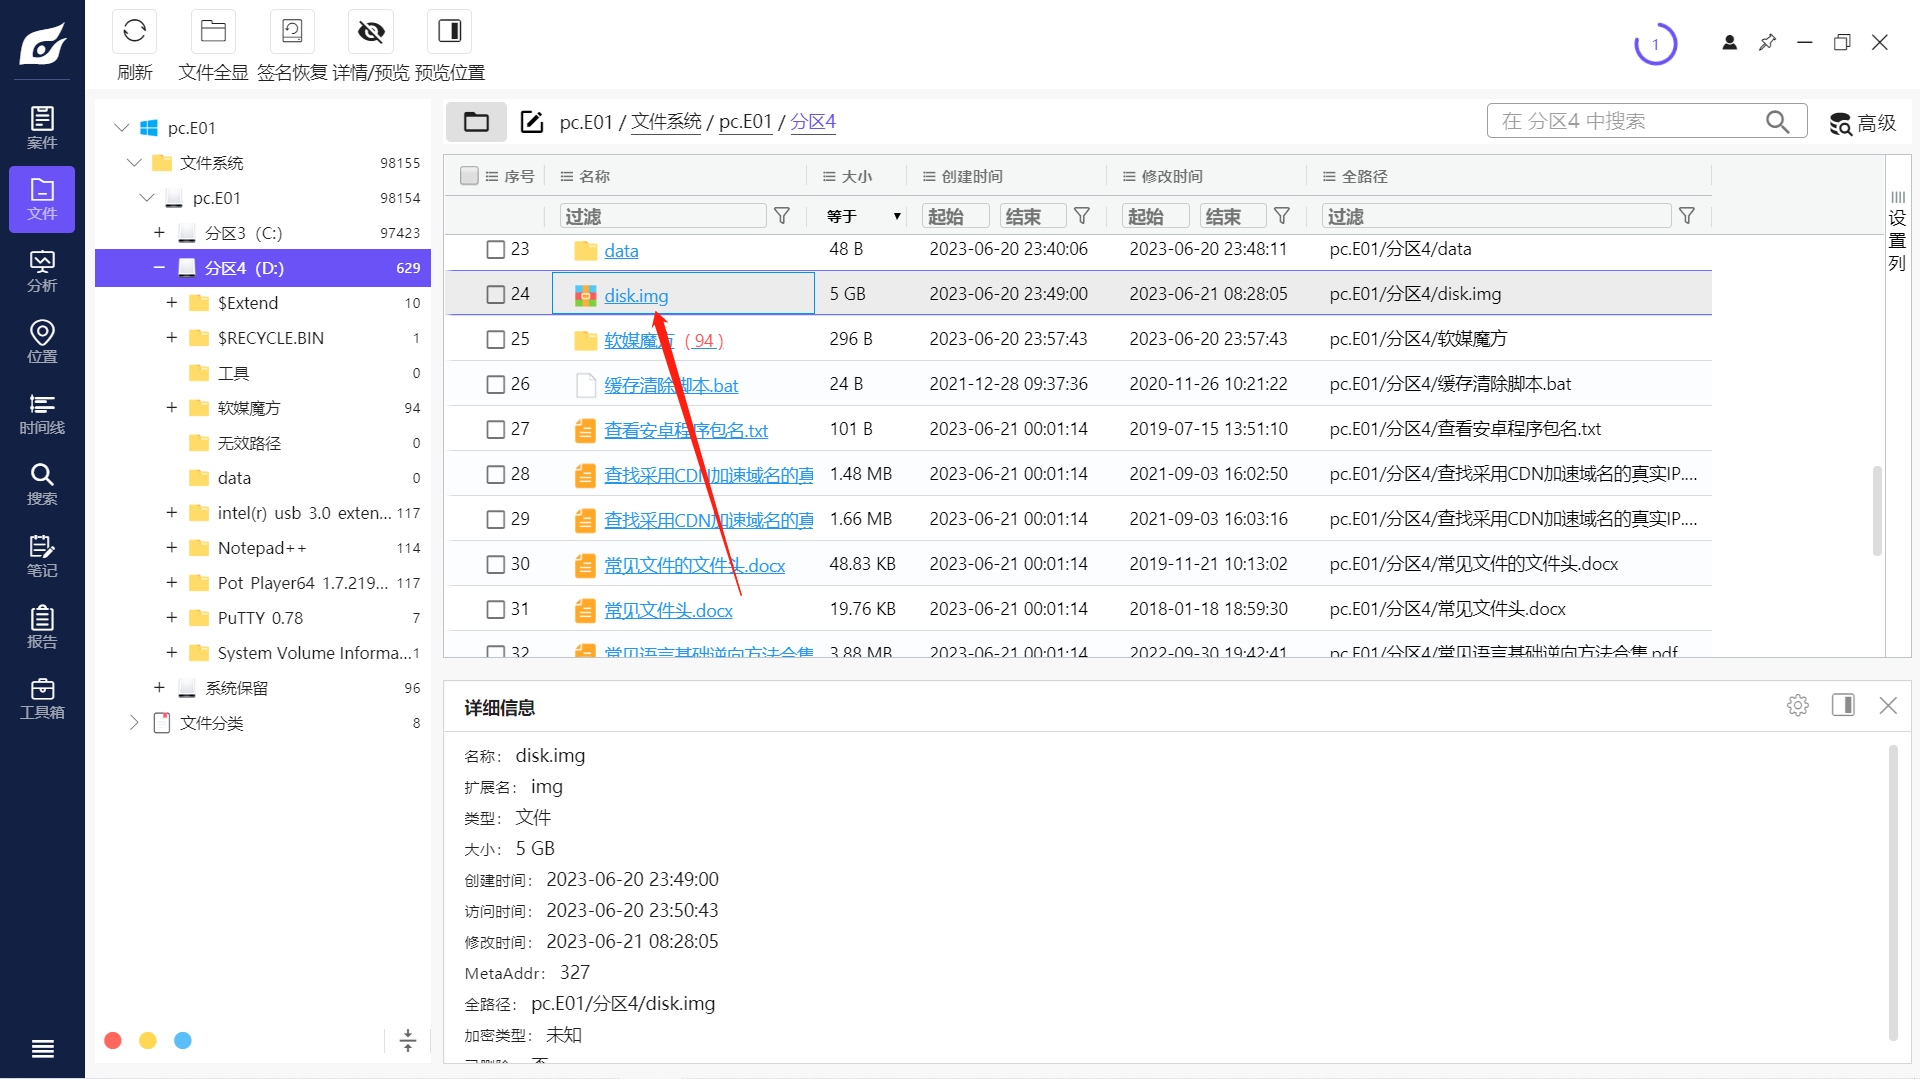 刷新 文件全显 签名恢复 详情/预览 预览位置
1
案件
文件
分析
位置
时间线
搜索
笔记
报告
工具箱
pc.E01
文件系统 98155
pc.E01 98154
分区3 (C:) 97423
分区4 (D:) 629
$Extend 10
$RECYCLE.BIN 1
工具 0
软媒魔方 94
无效路径 0
data 0
intel(r) usb 3.0 exten... 117
Notepad++ 114
Pot Player64 1.7.219... 117
PuTTY 0.78 7
System Volume Informa... 1
系统保留 96
文件分类 8
pc.E01 / 文件系统 / pc.E01 / 分区4
在 分区4 中搜索
高级
序号 名称 大小 创建时间 修改时间 全路径
过滤 等于 起始 结束 起始 结束 过滤
设置列
23 data 48 B 2023-06-20 23:40:06 2023-06-20 23:48:11 pc.E01/分区4/data
24 disk.img 5 GB 2023-06-20 23:49:00 2023-06-21 08:28:05 pc.E01/分区4/disk.img
25 软媒魔方 ( 94 ) 296 B 2023-06-20 23:57:43 2023-06-20 23:57:43 pc.E01/分区4/软媒魔方
26 缓存清除脚本.bat 24 B 2021-12-28 09:37:36 2020-11-26 10:21:22 pc.E01/分区4/缓存清除脚本.bat
27 查看安卓程序包名.txt 101 B 2023-06-21 00:01:14 2019-07-15 13:51:10 pc.E01/分区4/查看安卓程序包名.txt
28 查找采用CDN加速域名的真 1.48 MB 2023-06-21 00:01:14 2021-09-03 16:02:50 pc.E01/分区4/查找采用CDN加速域名的真实IP....
29 查找采用CDN加速域名的真 1.66 MB 2023-06-21 00:01:14 2021-09-03 16:03:16 pc.E01/分区4/查找采用CDN加速域名的真实IP....
30 常见文件的文件头.docx 48.83 KB 2023-06-21 00:01:14 2019-11-21 10:13:02 pc.E01/分区4/常见文件的文件头.docx
31 常见文件头.docx 19.76 KB 2023-06-21 00:01:14 2018-01-18 18:59:30 pc.E01/分区4/常见文件头.docx
32 常见语言基础逆向方法合集 3.88 MB 2023-06-21 00:01:14 2022-09-30 19:42:41 pc.E01/分区4/常见语言基础逆向方法合集.pdf
详细信息
名称: disk.img
扩展名: img
类型: 文件
大小: 5 GB
创建时间: 2023-06-20 23:49:00
访问时间: 2023-06-20 23:50:43
修改时间: 2023-06-21 08:28:05
MetaAddr: 327
全路径: pc.E01/分区4/disk.img
加密类型: 未知